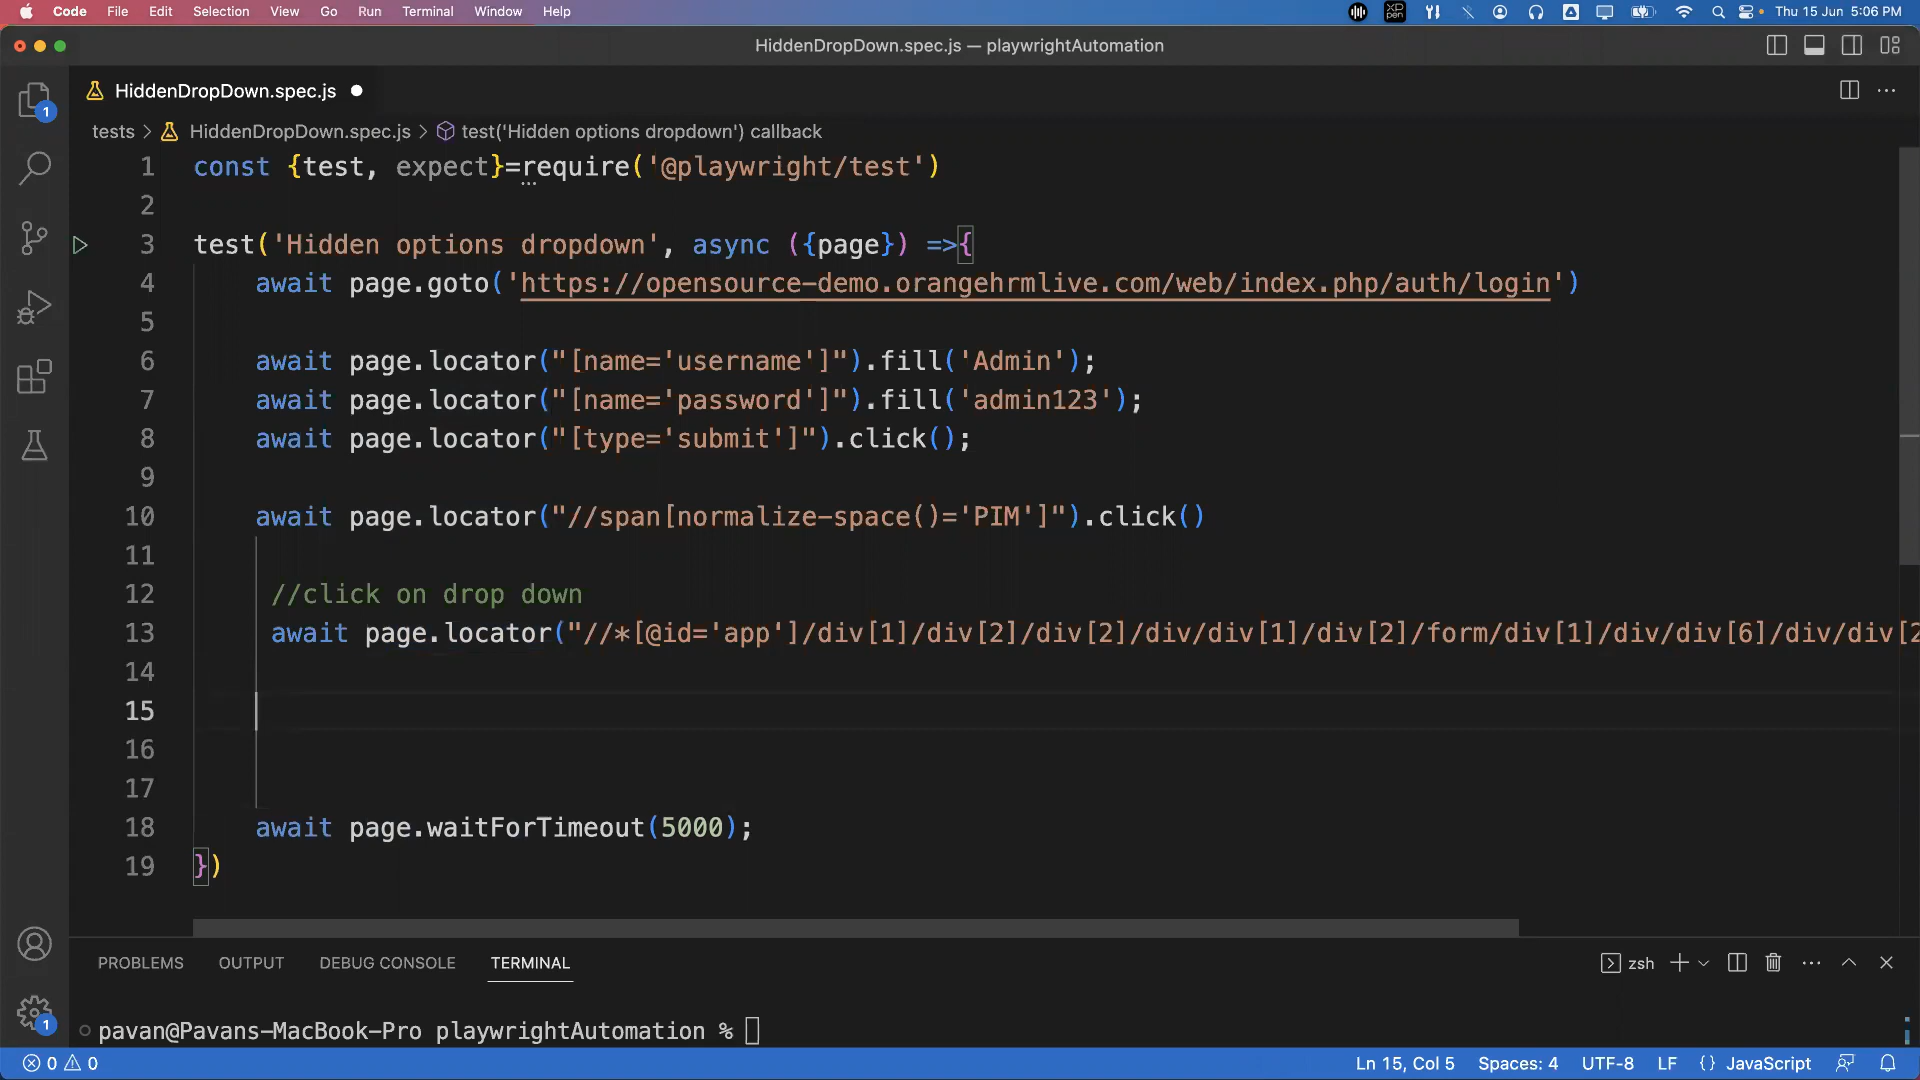 Code File Edit Selection View Go Run Terminal Window Help XP pen Thu 15 Jun 5:06 PM
HiddenDropDown.spec.js — playwrightAutomation
HiddenDropDown.spec.js
1
tests > HiddenDropDown.spec.js > test('Hidden options dropdown') callback
1 const {test, expect}=require('@playwright/test')
2
3 test('Hidden options dropdown', async ({page}) =>{
4 await page.goto('https://opensource-demo.orangehrmlive.com/web/index.php/auth/login')
5
6 await page.locator("[name='username']").fill('Admin');
7 await page.locator("[name='password']").fill('admin123');
8 await page.locator("[type='submit']").click();
9
10 await page.locator("//span[normalize-space()='PIM']").click()
11
12 //click on drop down
13 await page.locator("//*[@id='app']/div[1]/div[2]/div[2]/div/div[1]/div[2]/form/div[1]/div/div[6]/div/div[2
14
15
16
17
18 await page.waitForTimeout(5000);
19 })
PROBLEMS OUTPUT DEBUG CONSOLE TERMINAL zsh
1
pavan@Pavans-MacBook-Pro playwrightAutomation %
0 0 Ln 15, Col 5 Spaces: 4 UTF-8 LF {} JavaScript